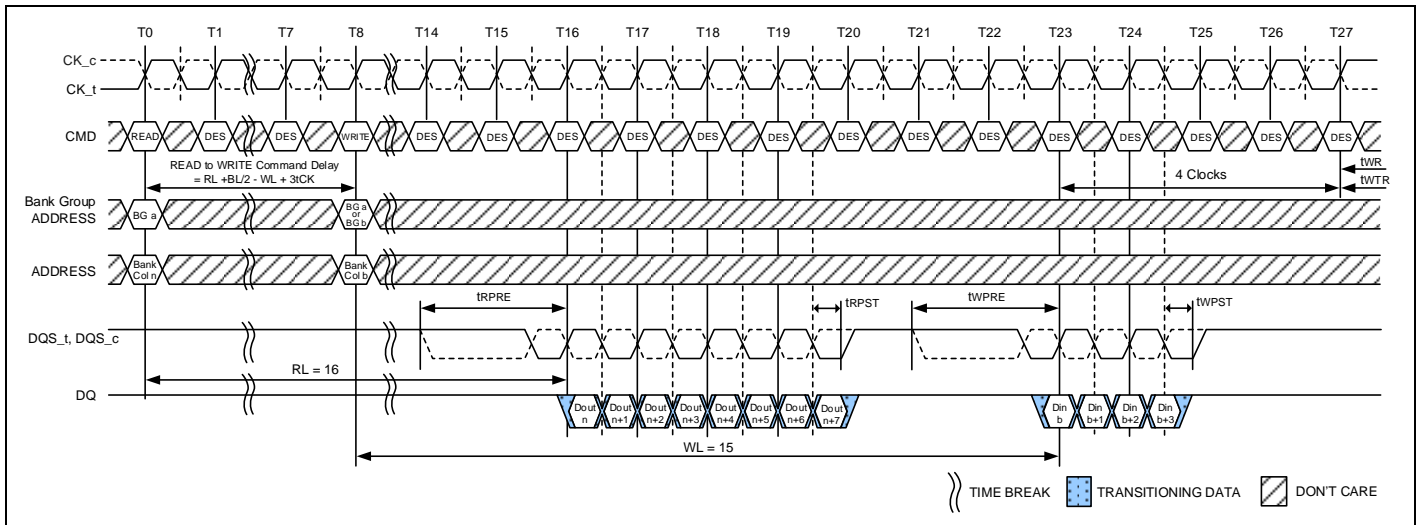 T0 T1 T7 T8 T14 T15 T16 T17 T18 T19 T20 T21 T22 T23 T24 T25 T26 T27
CK_c
CK_t
CMD READ DES DES WRITE DES DES DES DES DES DES DES DES DES DES DES DES DES DES
READ to WRITE Command Delay
= RL +BL/2 - WL + 3tCK
4 Clocks
tWR
tWTR
Bank Group
ADDRESS
BG a
BG a
or
BG b
ADDRESS
Bank
Col n
Bank
Col b
tRPRE tRPST tWPRE tWPST
DQS_t, DQS_c
RL = 16
DQ
Dout
n
Dout
n+1
Dout
n+2
Dout
n+3
Dout
n+4
Dout
n+5
Dout
n+6
Dout
n+7
Din
b
Din
b+1
Din
b+2
Din
b+3
WL = 15
TIME BREAK TRANSITIONING DATA DON'T CARE